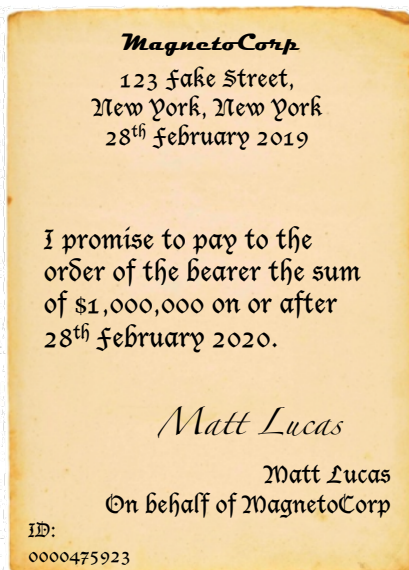 MagnetoCorp
123 Fake Street,
New York, New York
28th February 2019
I promise to pay to the
order of the bearer the sum
of $1,000,000 on or after
28th February 2020.
Matt Lucas
Matt Lucas
On behalf of MagnetoCorp
ID:
0000475923